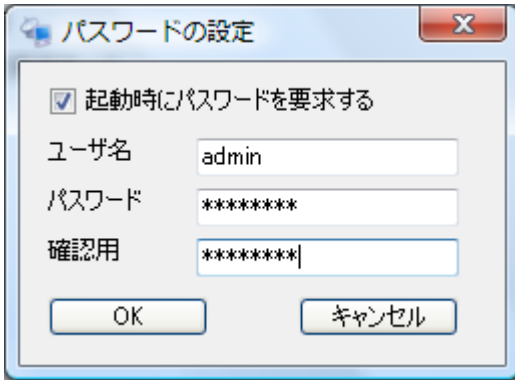 パスワードの設定
起動時にパスワードを要求する
ユーザ名 admin
パスワード ********
確認用 ********
OK キャンセル